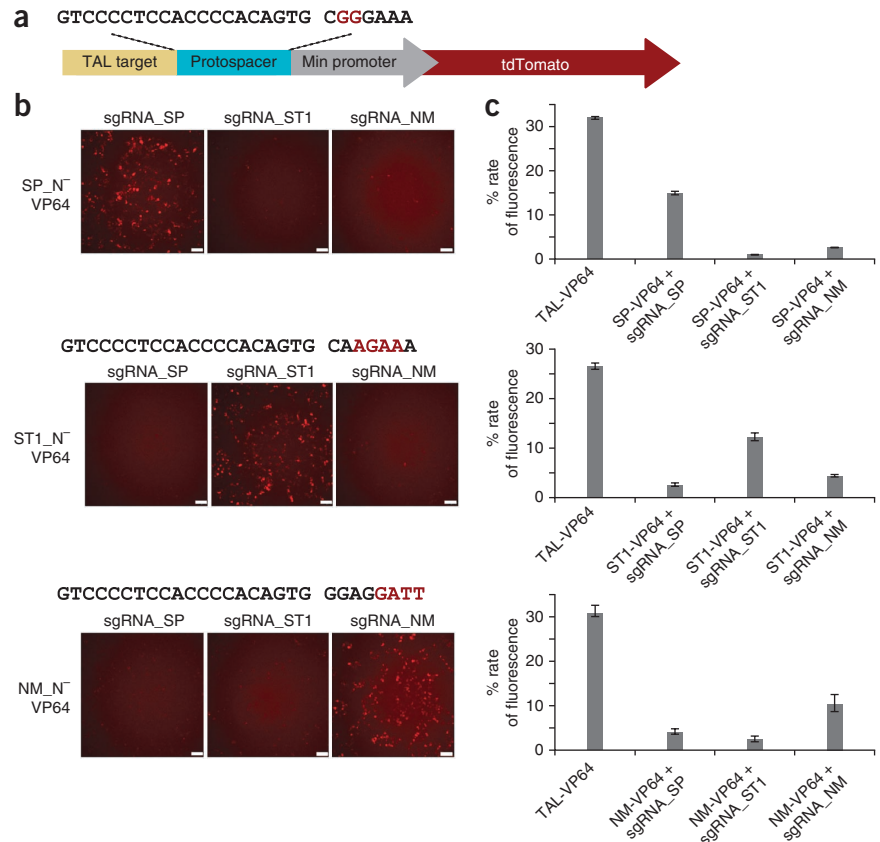 a
GTCCCCTCCACCCCACAGTG CGGGAAA
TAL target Protospacer Min promoter tdTomato
b
sgRNA_SP sgRNA_ST1 sgRNA_NM
SP_N⁻
VP64
GTCCCCTCCACCCCACAGTG CAAGAAA
sgRNA_SP sgRNA_ST1 sgRNA_NM
ST1_N⁻
VP64
GTCCCCTCCACCCCACAGTG GGAGGATT
sgRNA_SP sgRNA_ST1 sgRNA_NM
NM_N⁻
VP64
c
% rate
of fluorescence
30
20
10
0
TAL-VP64
SP-VP64 +
sgRNA_SP
SP-VP64 +
sgRNA_ST1
SP-VP64 +
sgRNA_NM
% rate
of fluorescence
30
20
10
0
TAL-VP64
ST1-VP64 +
sgRNA_SP
ST1-VP64 +
sgRNA_ST1
ST1-VP64 +
sgRNA_NM
% rate
of fluorescence
30
20
10
0
TAL-VP64
NM-VP64 +
sgRNA_SP
NM-VP64 +
sgRNA_ST1
NM-VP64 +
sgRNA_NM